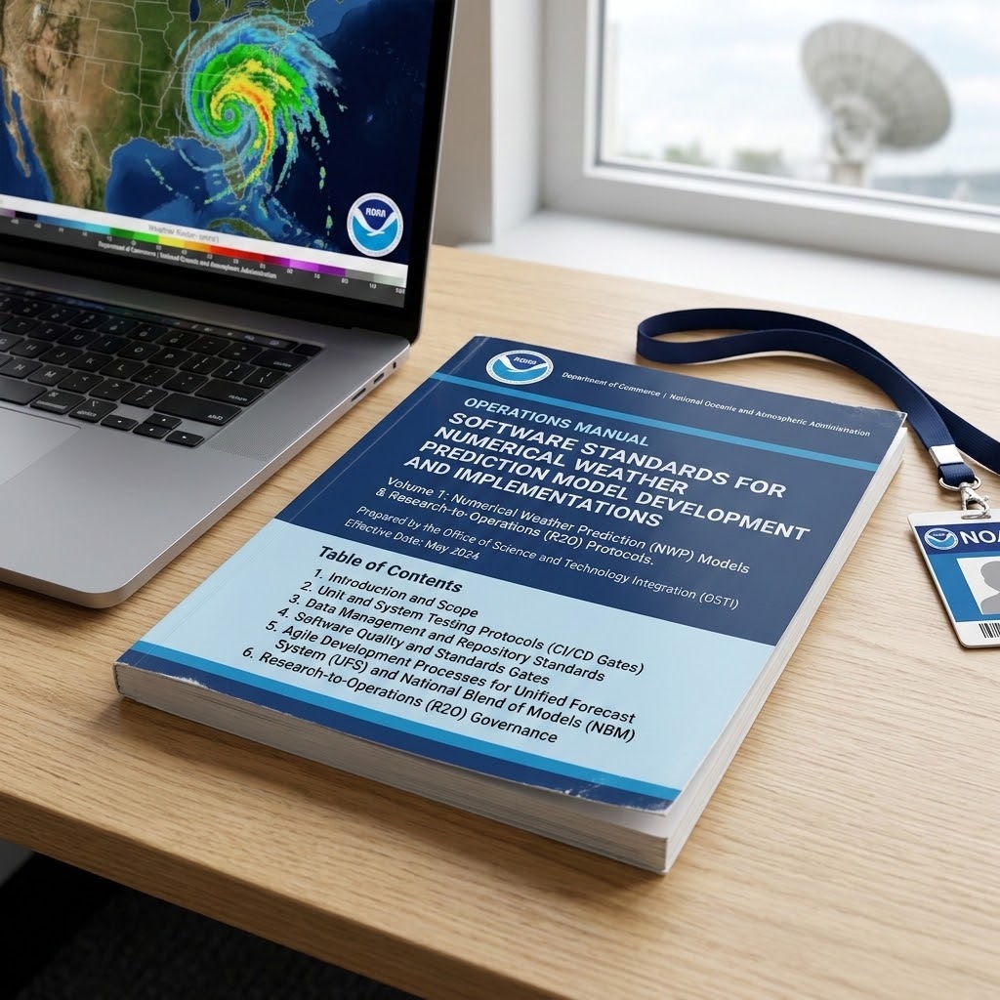 NOAA
Department of Commerce | National Oceanic and Atmospheric Administration
NOAA
Department of Commerce | National Oceanic and Atmospheric Administration
OPERATIONS MANUAL
SOFTWARE STANDARDS FOR
NUMERICAL WEATHER
PREDICTION MODEL DEVELOPMENT
AND IMPLEMENTATIONS
Volume 1: Numerical Weather Prediction (NWP) Models
& Research-to-Operations (R2O) Protocols.
Prepared by the Office of Science and Technology Integration (OSTI)
Effective Date: May 2024
Table of Contents
1. Introduction and Scope
2. Unit and System Testing Protocols (CI/CD Gates)
3. Data Management and Repository Standards
4. Software Quality and Standards Gates
5. Agile Development Processes for Unified Forecast
System (UFS) and National Blend of Models (NBM)
6. Research-to-Operations (R2O) Governance
NOA